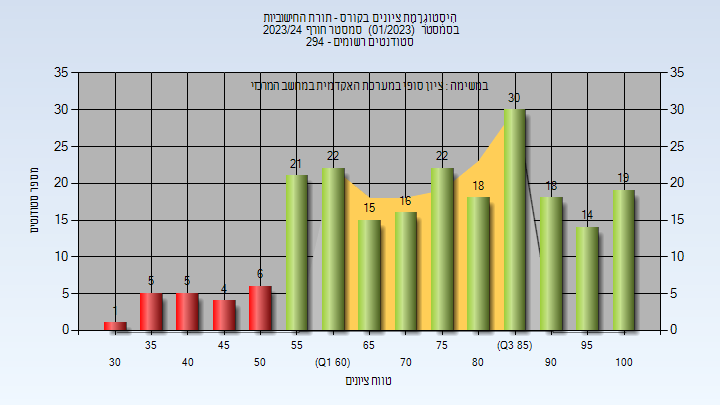 היסטוגרמת ציונים בקורס - תורת החישוביות
בסמסטר (01/2023) סמסטר חורף 2023/24
סטודנטים רשומים - 294
במשימה : ציון סופי במערכת האקדמית במחשב המרכזי
מספר סטודנטים
35 30 25 20 15 10 5 0
35 30 25 20 15 10 5 0
1 5 5 4 6 21 22 15 16 22 18 30 18 14 19
35 45 55 65 75 (Q3 85) 95
30 40 50 (Q1 60) 70 80 90 100
טווח ציונים